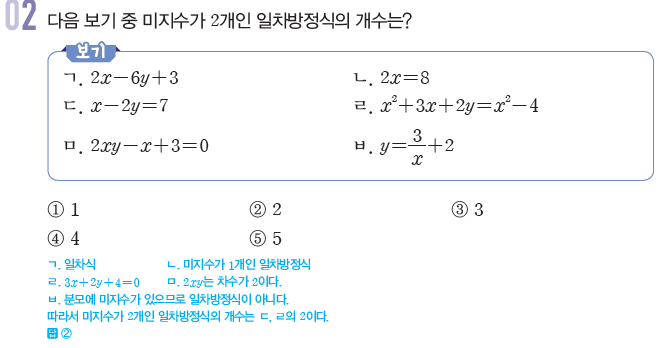 02 다음 보기 중 미지수가 2개인 일차방정식의 개수는?
보기
ㄱ. 2x-6y+3 ㄴ. 2x=8
ㄷ. x-2y=7 ㄹ. x²+3x+2y=x²-4
ㅁ. 2xy-x+3=0 ㅂ. y=3/x+2
① 1 ② 2 ③ 3
④ 4 ⑤ 5
ㄱ. 일차식 ㄴ. 미지수가 1개인 일차방정식
ㄹ. 3x+2y+4=0 ㅁ. 2xy는 차수가 2이다.
ㅂ. 분모에 미지수가 있으므로 일차방정식이 아니다.
따라서 미지수가 2개인 일차방정식의 개수는 ㄷ, ㄹ의 2이다.
답 ②